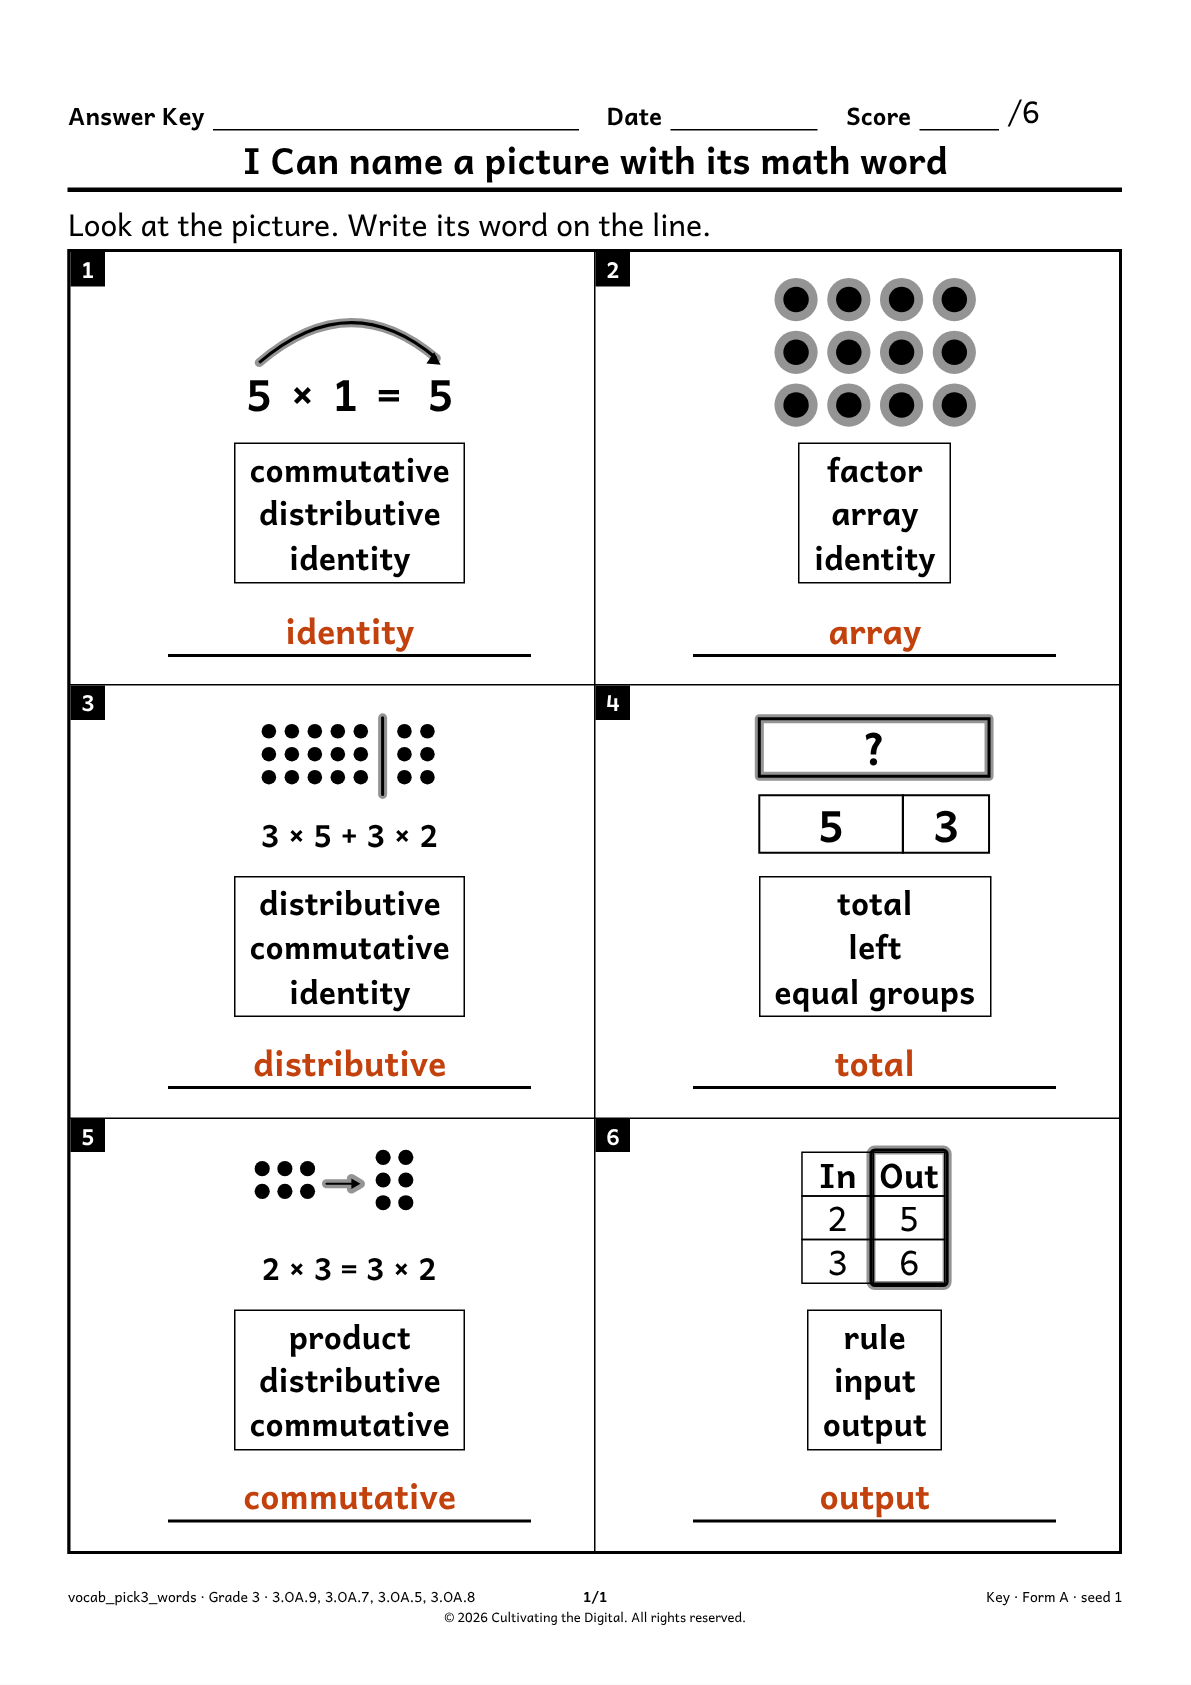 Answer Key Date Score /6
I Can name a picture with its math word
Look at the picture. Write its word on the line.
1
5 × 1 = 5
commutative
distributive
identity
identity
2
factor
array
identity
array
3
3 × 5 + 3 × 2
distributive
commutative
identity
distributive
4
?
5 3
total
left
equal groups
total
5
2 × 3 = 3 × 2
product
distributive
commutative
commutative
6
In Out
2 5
3 6
rule
input
output
output
vocab_pick3_words · Grade 3 · 3.OA.9, 3.OA.7, 3.OA.5, 3.OA.8 1/1 Key · Form A · seed 1
© 2026 Cultivating the Digital. All rights reserved.